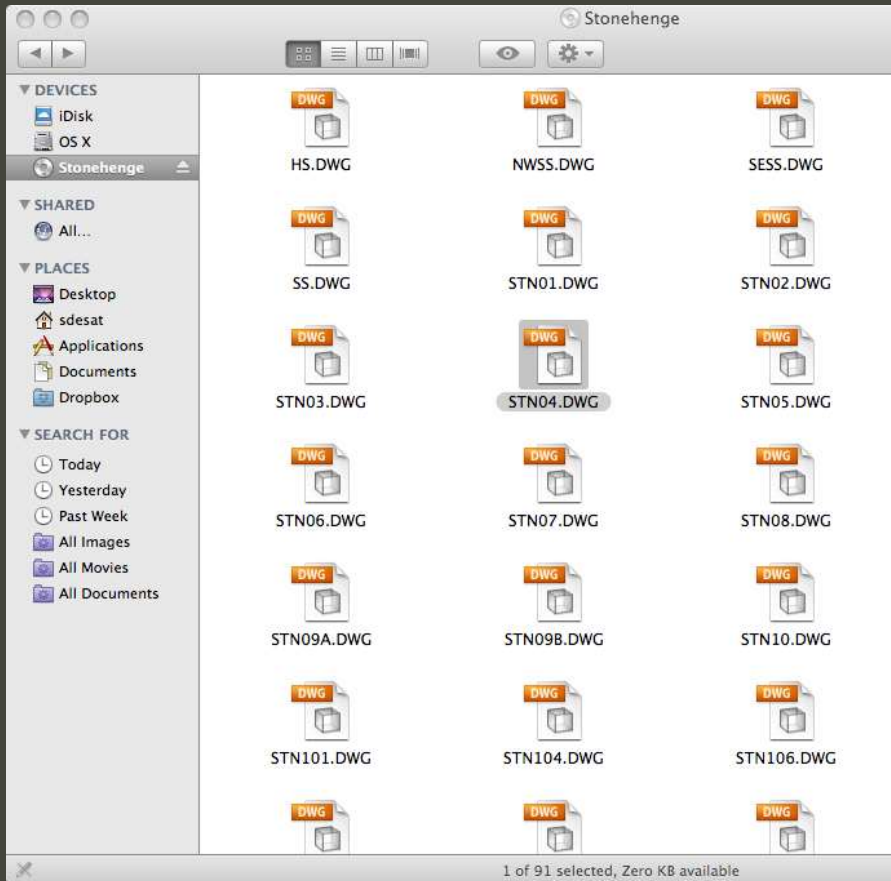 Stonehenge
DEVICES
iDisk
OS X
Stonehenge
SHARED
All...
PLACES
Desktop
sdesat
Applications
Documents
Dropbox
SEARCH FOR
Today
Yesterday
Past Week
All Images
All Movies
All Documents
DWG DWG DWG
HS.DWG NWSS.DWG SESS.DWG
DWG DWG DWG
SS.DWG STN01.DWG STN02.DWG
DWG DWG DWG
STN03.DWG STN04.DWG STN05.DWG
DWG DWG DWG
STN06.DWG STN07.DWG STN08.DWG
DWG DWG DWG
STN09A.DWG STN09B.DWG STN10.DWG
DWG DWG DWG
STN101.DWG STN104.DWG STN106.DWG
DWG DWG DWG
1 of 91 selected, Zero KB available